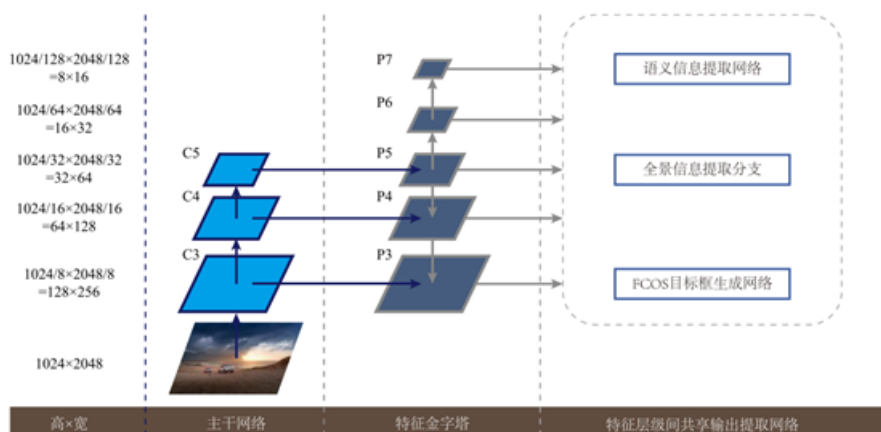 1024/128×2048/128
=8×16
P7
语义信息提取网络
1024/64×2048/64
=16×32
P6
1024/32×2048/32
=32×64
C5
P5
全景信息提取分支
1024/16×2048/16
=64×128
C4
P4
1024/8×2048/8
=128×256
C3
P3
FCOS目标框生成网络
1024×2048
高×宽
主干网络
特征金字塔
特征层级间共享输出提取网络